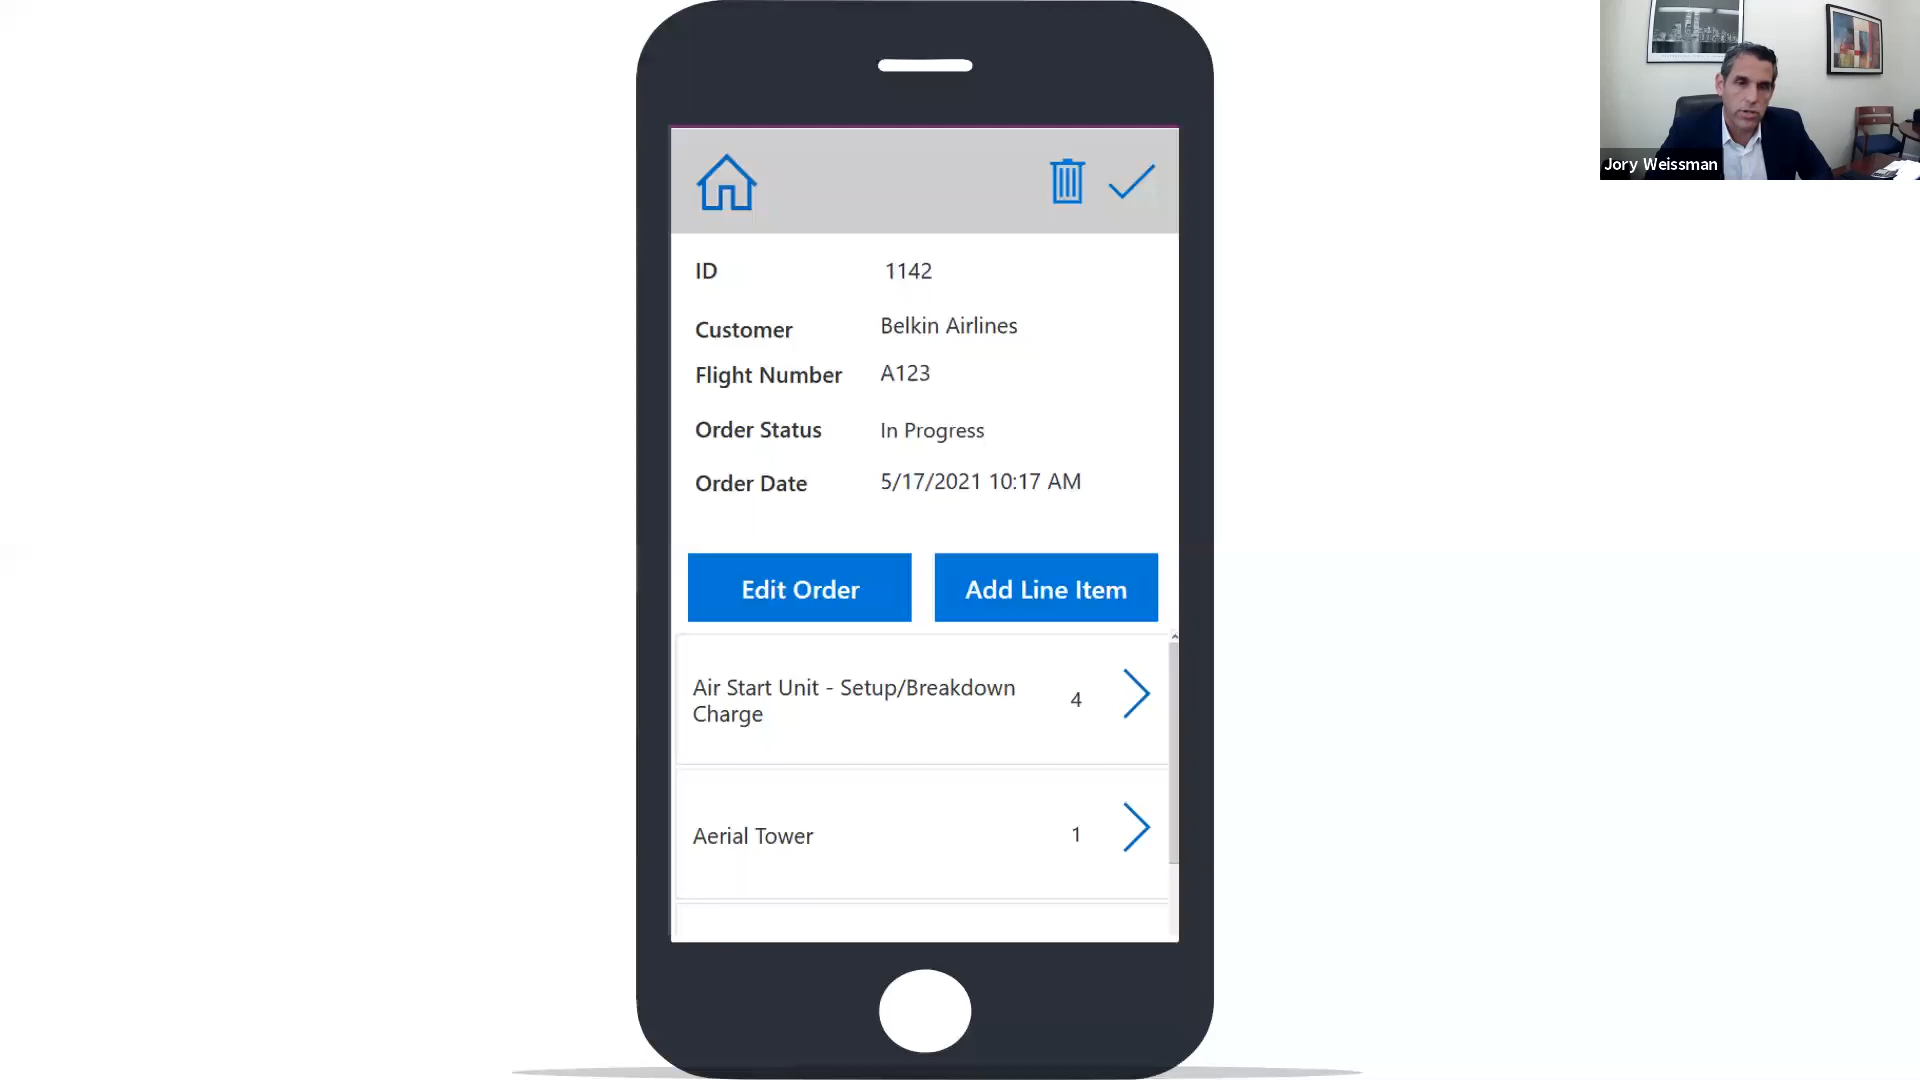 Jory Weissman
ID 1142
Customer Belkin Airlines
Flight Number A123
Order Status In Progress
Order Date 5/17/2021 10:17 AM
Edit Order Add Line Item
Air Start Unit - Setup/Breakdown
Charge 4
Aerial Tower 1